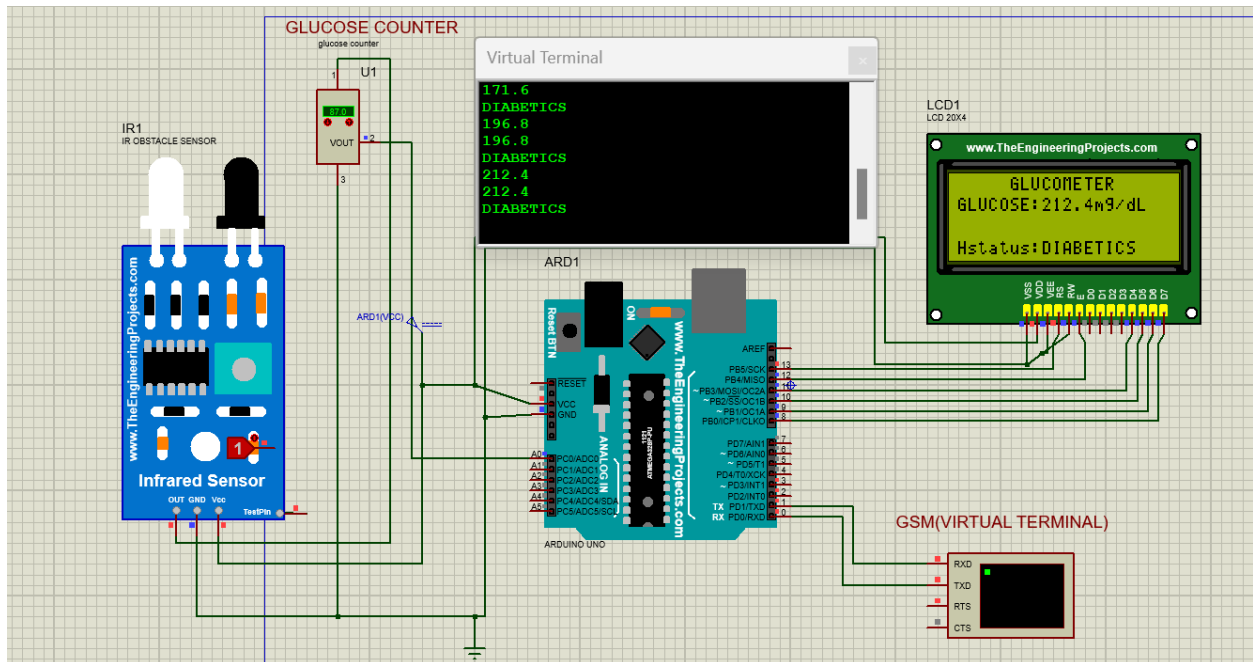 GLUCOSE COUNTER
glucose counter
U1
1
87.0
VOUT
2
3
IR1
IR OBSTACLE SENSOR
www.TheEngineeringProjects.com
1
Infrared Sensor
OUT GND Vcc
TestPin
Virtual Terminal
171.6
DIABETICS
196.8
196.8
DIABETICS
212.4
212.4
DIABETICS
LCD1
LCD 20X4
www.TheEngineeringProjects.com
GLUCOMETER
GLUCOSE:212.4mg/dL
Hstatus:DIABETICS
VSS VDD VEE RS RW E D0 D1 D2 D3 D4 D5 D6 D7
ARD1(VCC)
ARD1
Reset BTN
ON
www.TheEngineeringProjects.com
RESET
VCC
GND
ANALOG IN
A0 PC0/ADC0
A1 PC1/ADC1
A2 PC2/ADC2
A3 PC3/ADC3
A4 PC4/ADC4/SDA
A5 PC5/ADC5/SCL
AREF
PB5/SCK 13
PB4/MISO 12
~PB3/MOSI/OC2A
~PB2/SS/OC1B 10
~PB1/OC1A 9
PB0/ICP1/CLKO 8
PD7/AIN1 7
~PD6/AIN0 6
~PD5/T1 5
PD4/T0/XCK 4
~PD3/INT1 3
PD2/INT0 2
TX PD1/TXD 1
RX PD0/RXD 0
ARDUINO UNO
GSM(VIRTUAL TERMINAL)
RXD
TXD
RTS
CTS